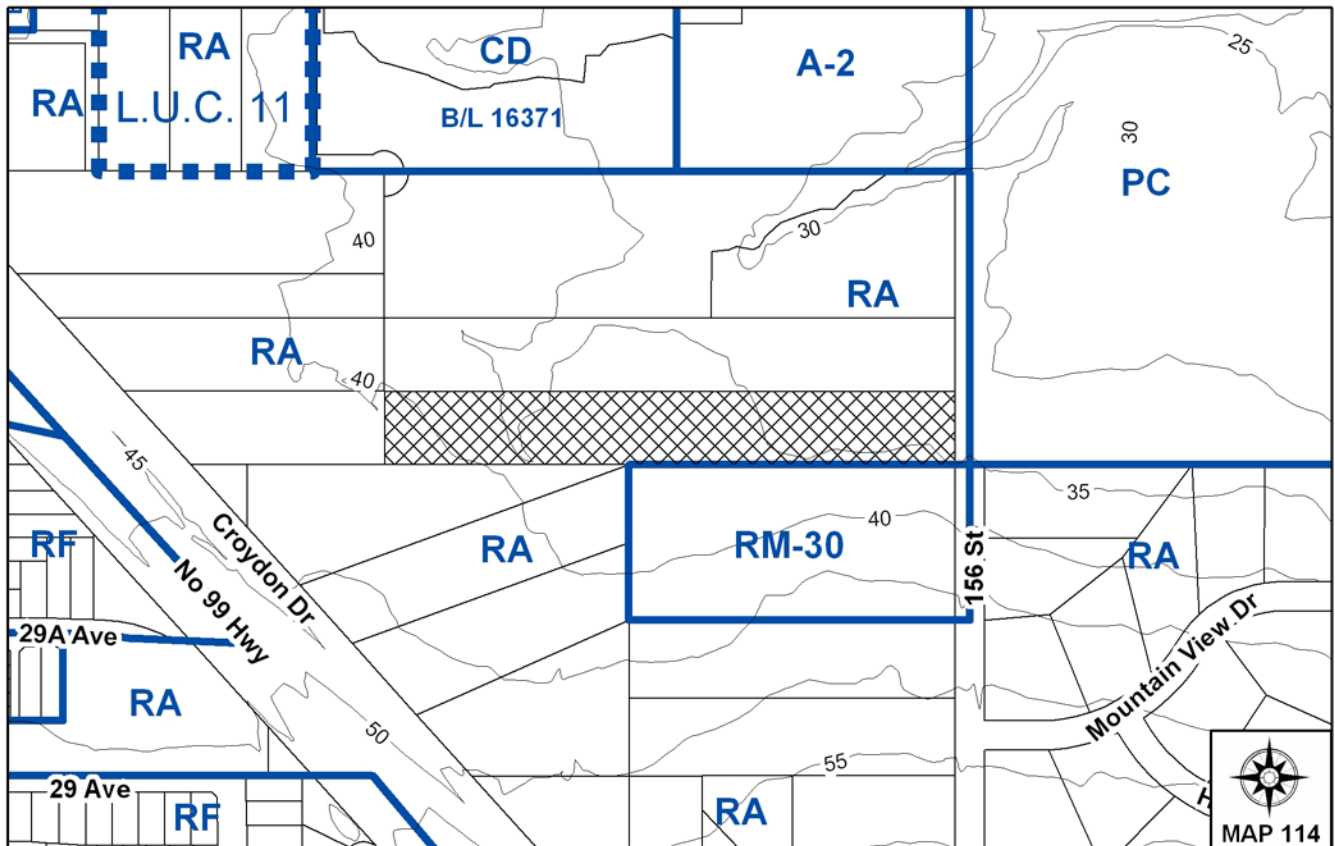 RA
CD
A-2
25
RA
L.U.C. 11
B/L 16371
30
PC
40
30
RA
RA
40
45
35
40
RF
Croydon Dr
RA
RM-30
156 St
RA
No 99 Hwy
29A Ave
Mountain View Dr
RA
50
55
29 Ave
RF
RA
H
MAP 114